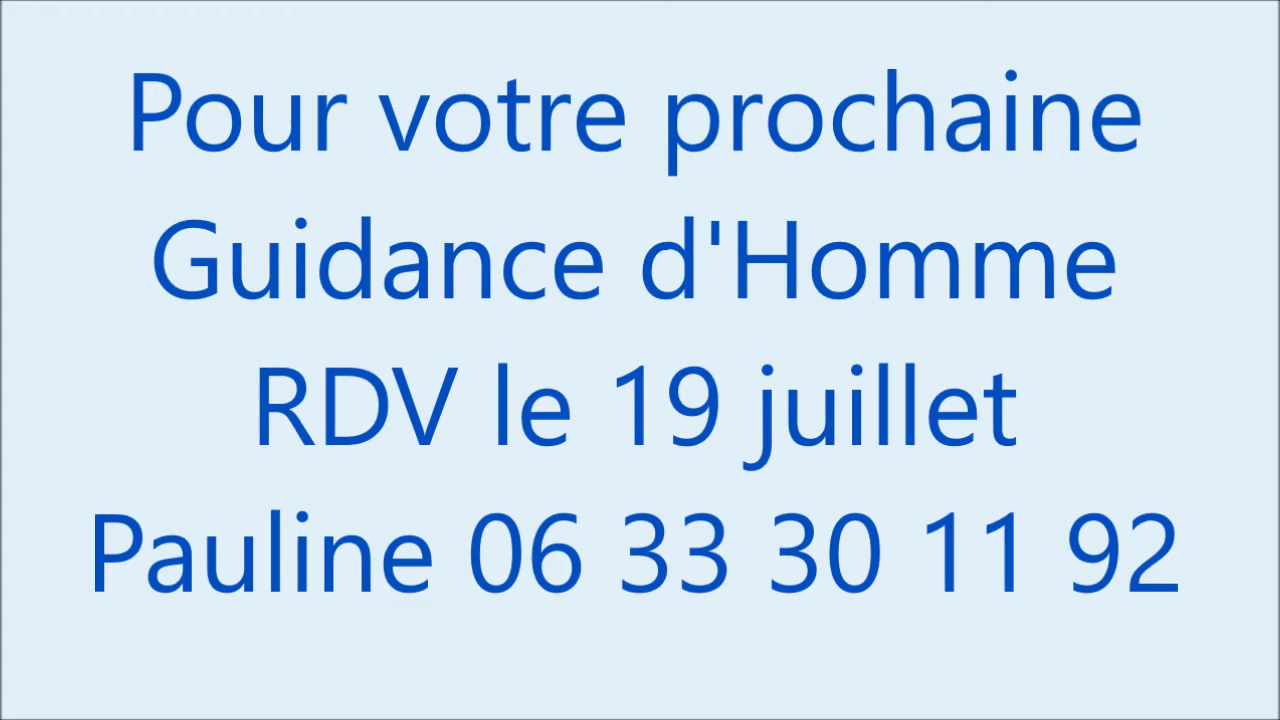 Pour votre prochaine
Guidance d'Homme
RDV le 19 juillet
Pauline 06 33 30 11 92